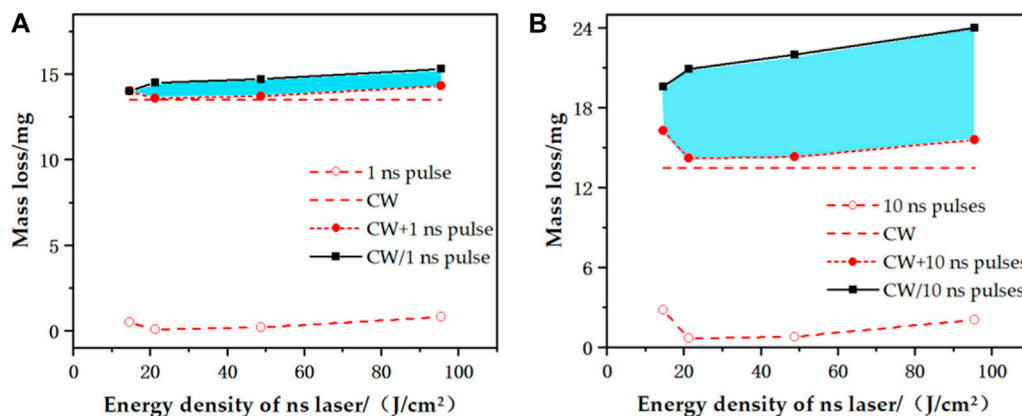 A
Mass loss/mg
15
10
5
0
1 ns pulse
CW
CW+1 ns pulse
CW/1 ns pulse
0 20 40 60 80 100
Energy density of ns laser/（J/cm²）
B
Mass loss/mg
24
18
12
6
0
10 ns pulses
CW
CW+10 ns pulses
CW/10 ns pulses
0 20 40 60 80 100
Energy density of ns laser/（J/cm²）